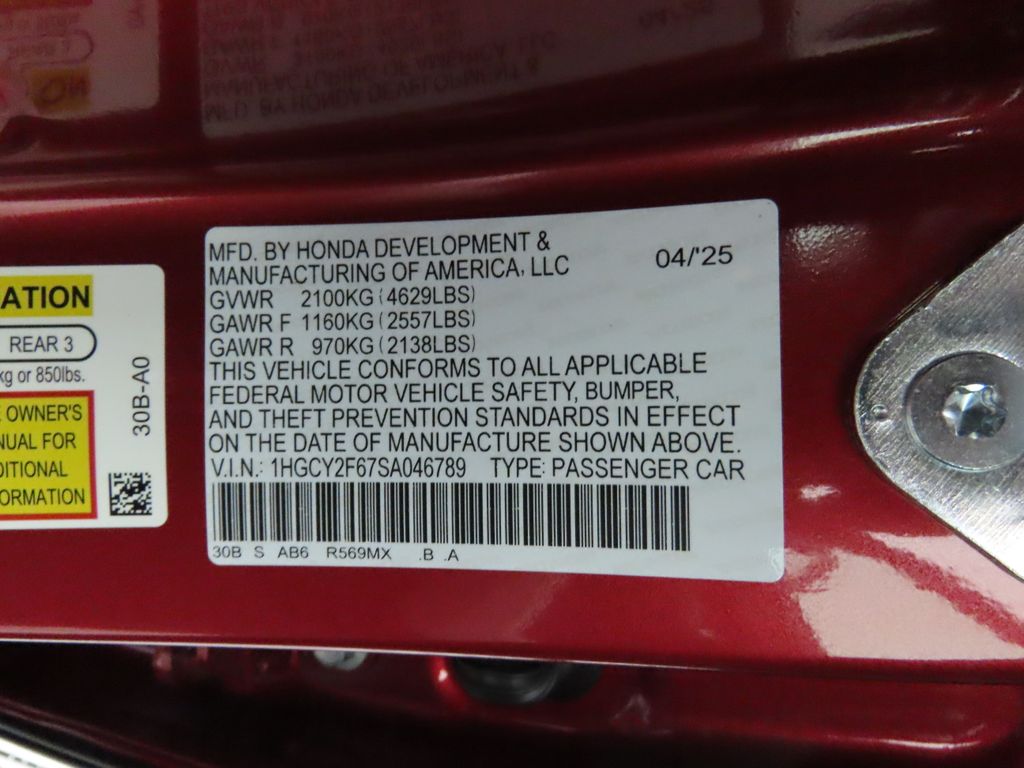 MFD. BY HONDA DEVELOPMENT &
MANUFACTURING OF AMERICA, LLC
04/'25
GVWR 2100KG (4629LBS)
GAWR F 1160KG (2557LBS)
GAWR R 970KG (2138LBS)
THIS VEHICLE CONFORMS TO ALL APPLICABLE
FEDERAL MOTOR VEHICLE SAFETY, BUMPER,
AND THEFT PREVENTION STANDARDS IN EFFECT
ON THE DATE OF MANUFACTURE SHOWN ABOVE.
V.I.N.: 1HGCY2F67SA046789 TYPE: PASSENGER CAR
30B S AB6 R569MX .B .A
ATION
REAR 3
kg or 850lbs.
OWNER'S
NUAL FOR
DITIONAL
ORMATION
30B-A0